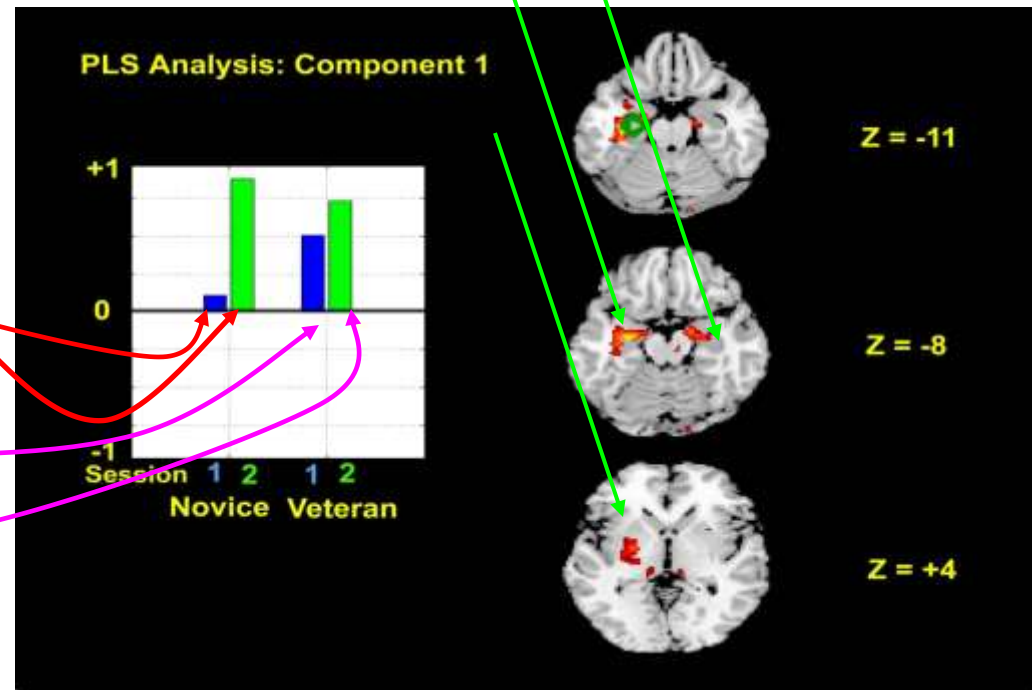 PLS Analysis: Component 1
+1
0
-1
Session 1 2 1 2
Novice Veteran
Z = -11
Z = -8
Z = +4